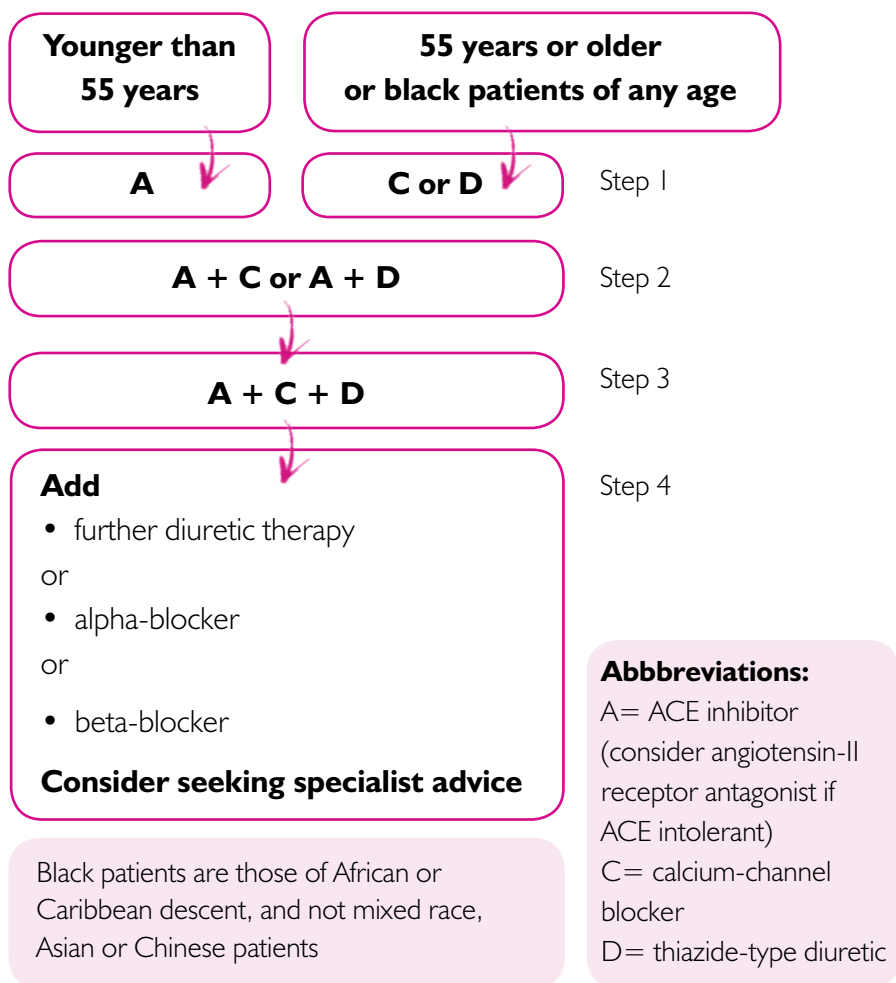 Younger than
55 years
55 years or older
or black patients of any age
A
C or D
Step 1
A + C or A + D
Step 2
A + C + D
Step 3
Add
• further diuretic therapy
or
• alpha-blocker
or
• beta-blocker
Consider seeking specialist advice
Step 4
Black patients are those of African or
Caribbean descent, and not mixed race,
Asian or Chinese patients
Abbbreviations:
A= ACE inhibitor
(consider angiotensin-II
receptor antagonist if
ACE intolerant)
C= calcium-channel
blocker
D= thiazide-type diuretic